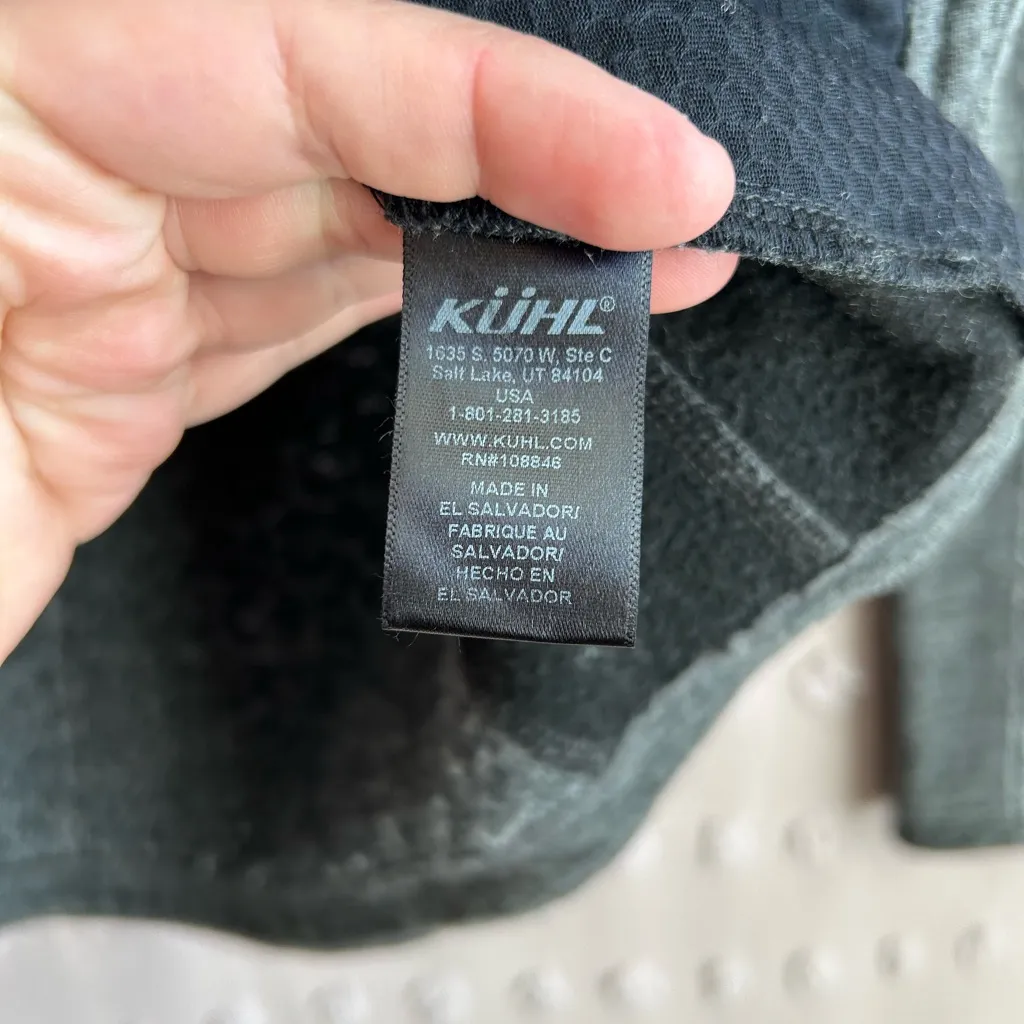 KÜHL®
1635 S. 5070 W, Ste C
Salt Lake, UT 84104
USA
1-801-281-3185
WWW.KUHL.COM
RN#108846
MADE IN
EL SALVADOR/
FABRIQUE AU
SALVADOR/
HECHO EN
EL SALVADOR